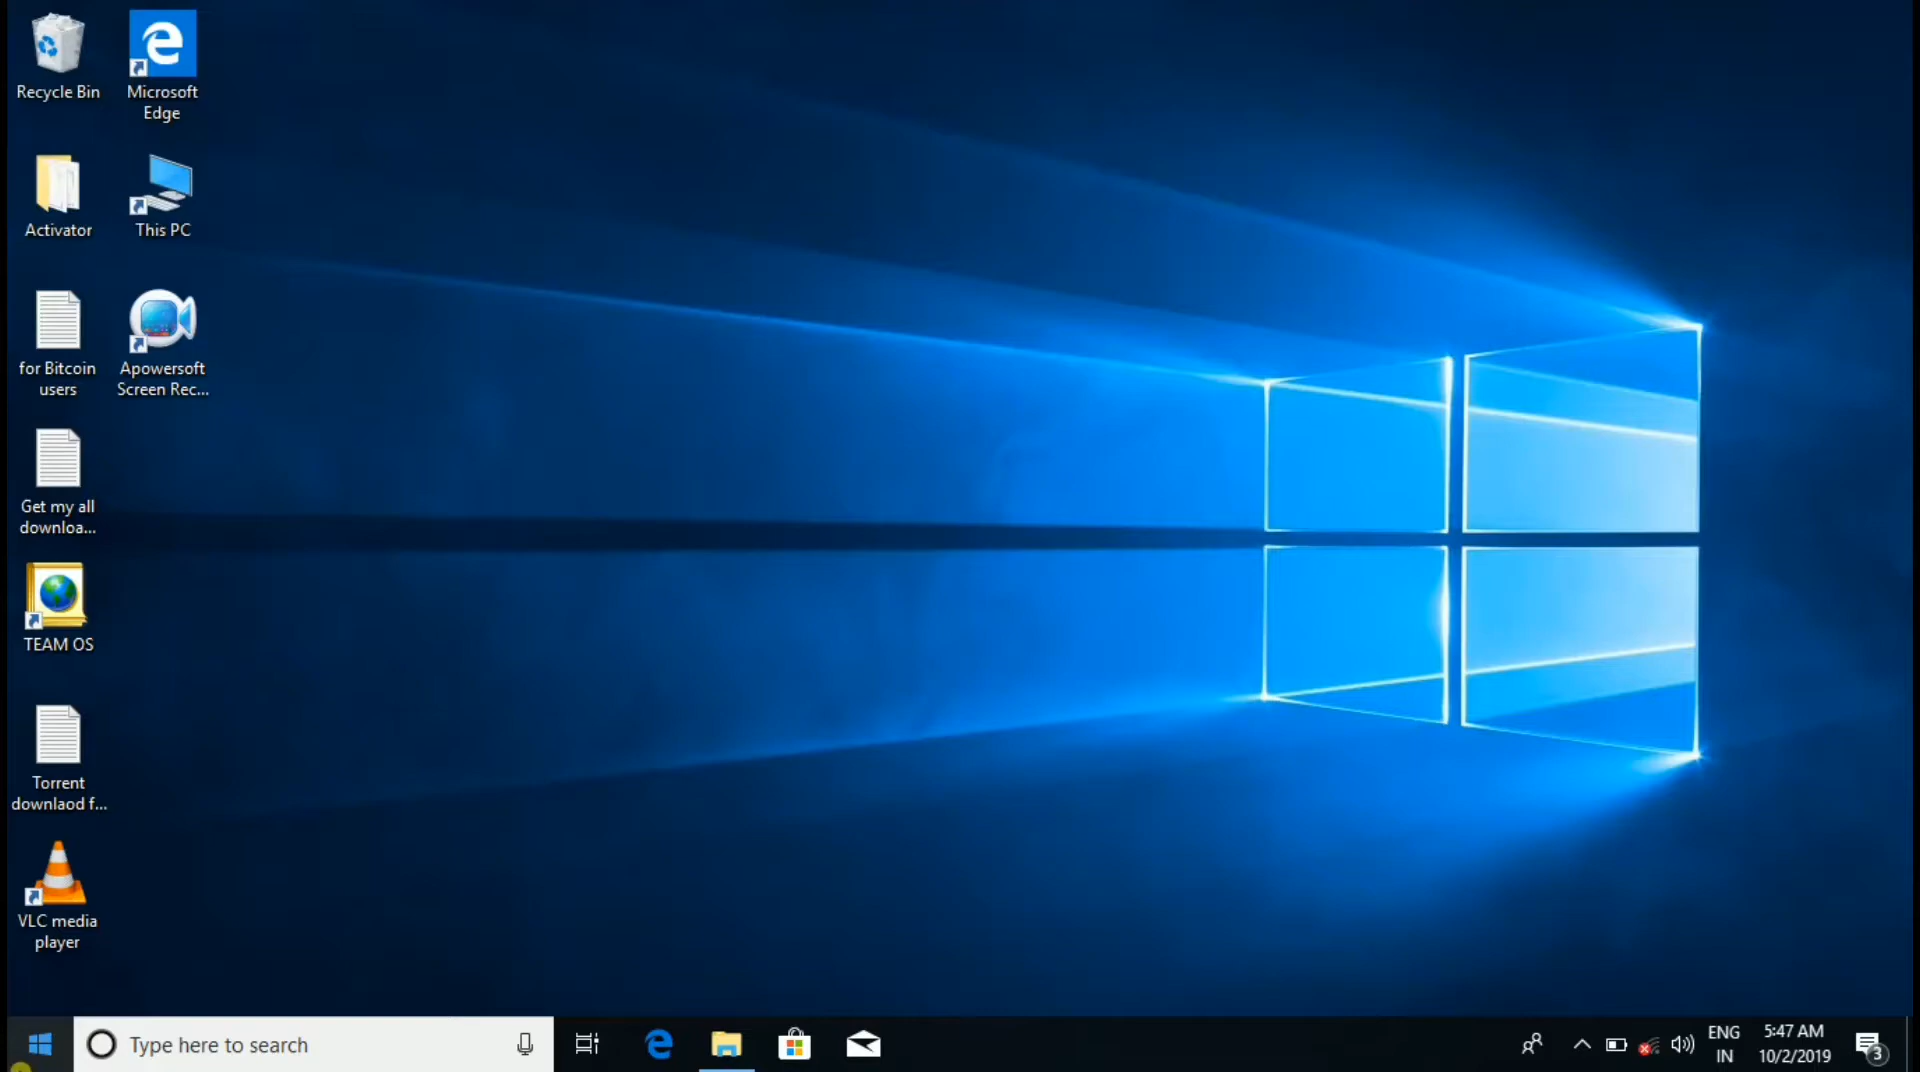 Recycle Bin
Microsoft
Edge
Activator
This PC
for Bitcoin
users
Apowersoft
Screen Rec...
Get my all
downloa...
TEAM OS
Torrent
downlaod f...
VLC media
player
Type here to search
ENG
IN
5:47 AM
10/2/2019
3